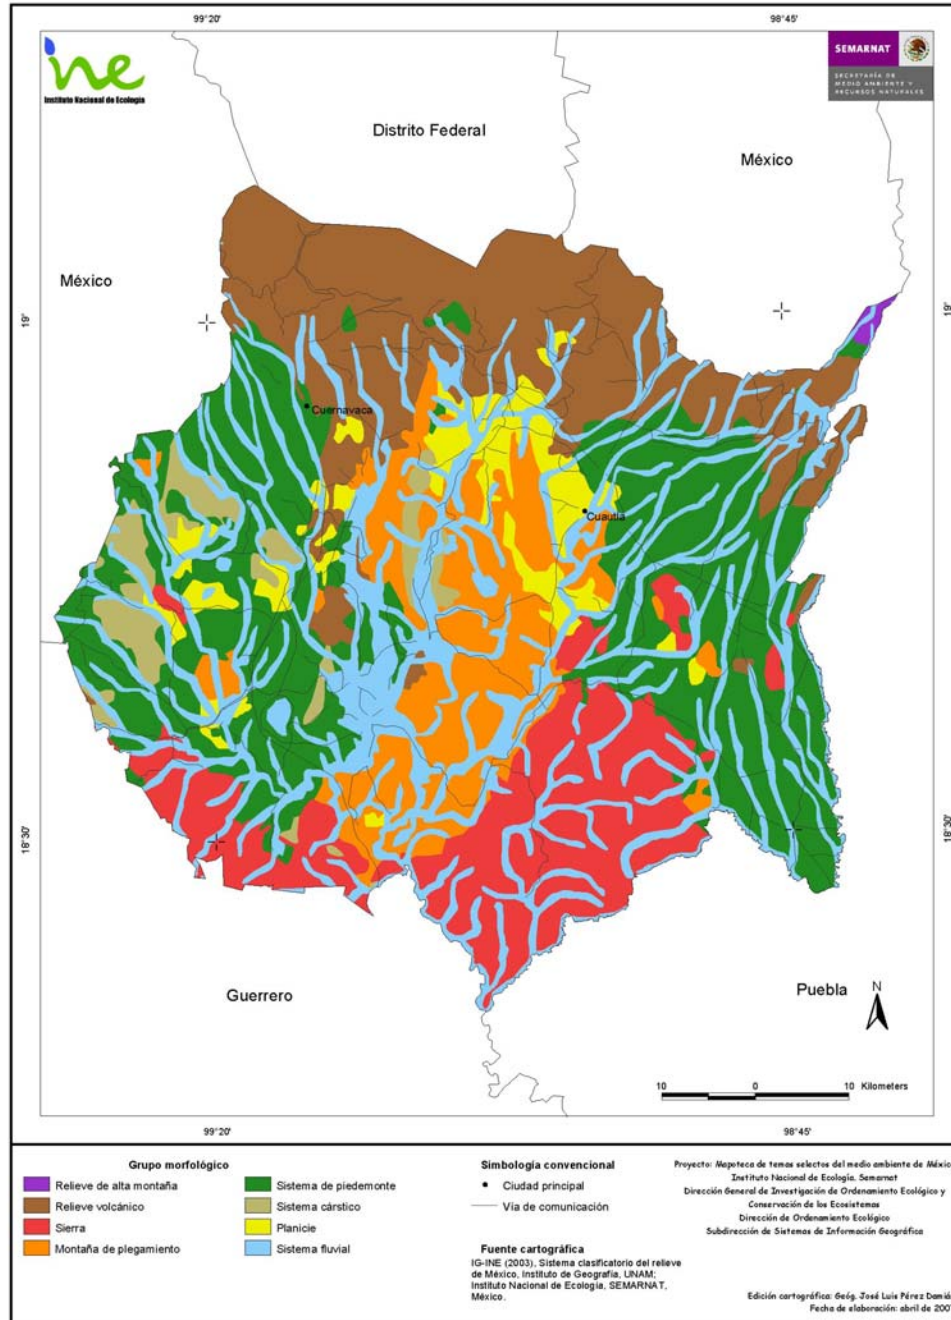 99°20'
98°45'
ine
Instituto Nacional de Ecología
SEMARNAT
SECRETARÍA DE
MEDIO AMBIENTE Y
RECURSOS NATURALES
Distrito Federal
México
México
19°
19°
Cuernavaca
Cuautla
18°30'
18°30'
Guerrero
Puebla
N
10 0 10 Kilometers
99°20'
98°45'
Grupo morfológico
Relieve de alta montaña
Relieve volcánico
Sierra
Montaña de plegamiento
Sistema de piedemonte
Sistema cárstico
Planicie
Sistema fluvial
Simbología convencional
Ciudad principal
Vía de comunicación
Fuente cartográfica
IG-INE (2003), Sistema clasificatorio del relieve
de México, Instituto de Geografía, UNAM;
Instituto Nacional de Ecología, SEMARNAT,
México.
Proyecto: Mapoteca de temas selectos del medio ambiente de
Instituto Nacional de Ecología, Semarnat
Dirección General de Investigación de Ordenamiento Ecológico y
Conservación de los Ecosistemas
Dirección de Ordenamiento Ecológico
Subdirección de Sistemas de Información Geográfica
Edición cartográfica: Geóg. José Luis Pérez
Fecha de elaboración: abril de